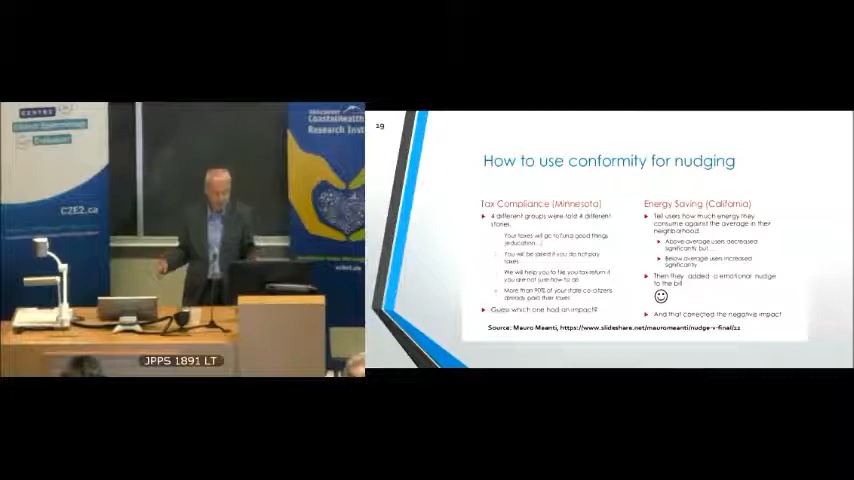 CENTRE
Evaluation
C2E2.ca
Vancouver
CoastalHealth
Research Insti
vchri.ca
JPPS 1891 LT
19
How to use conformity for nudging
Tax Compliance (Minnesota)
4 different groups were told 4 different
stories.
Your taxes will go to fund good things
(education…)
You will be jailed if you do not pay
taxes
We will help you to file you tax return if
you are not sure how to do
More than 90% of your state co-citizens
already paid their taxes
Guess which one had an impact?
Energy Saving (California)
Tell users how much energy they
consume against the average in their
neighborhood
Above average users decreased
significantly but…
Below average users increased
significantly
Then they added a emotional nudge
to the bill
And that corrected the negative impact
Source: Mauro Meanti, https://www.slideshare.net/mauromeanti/nudge-v-final/22